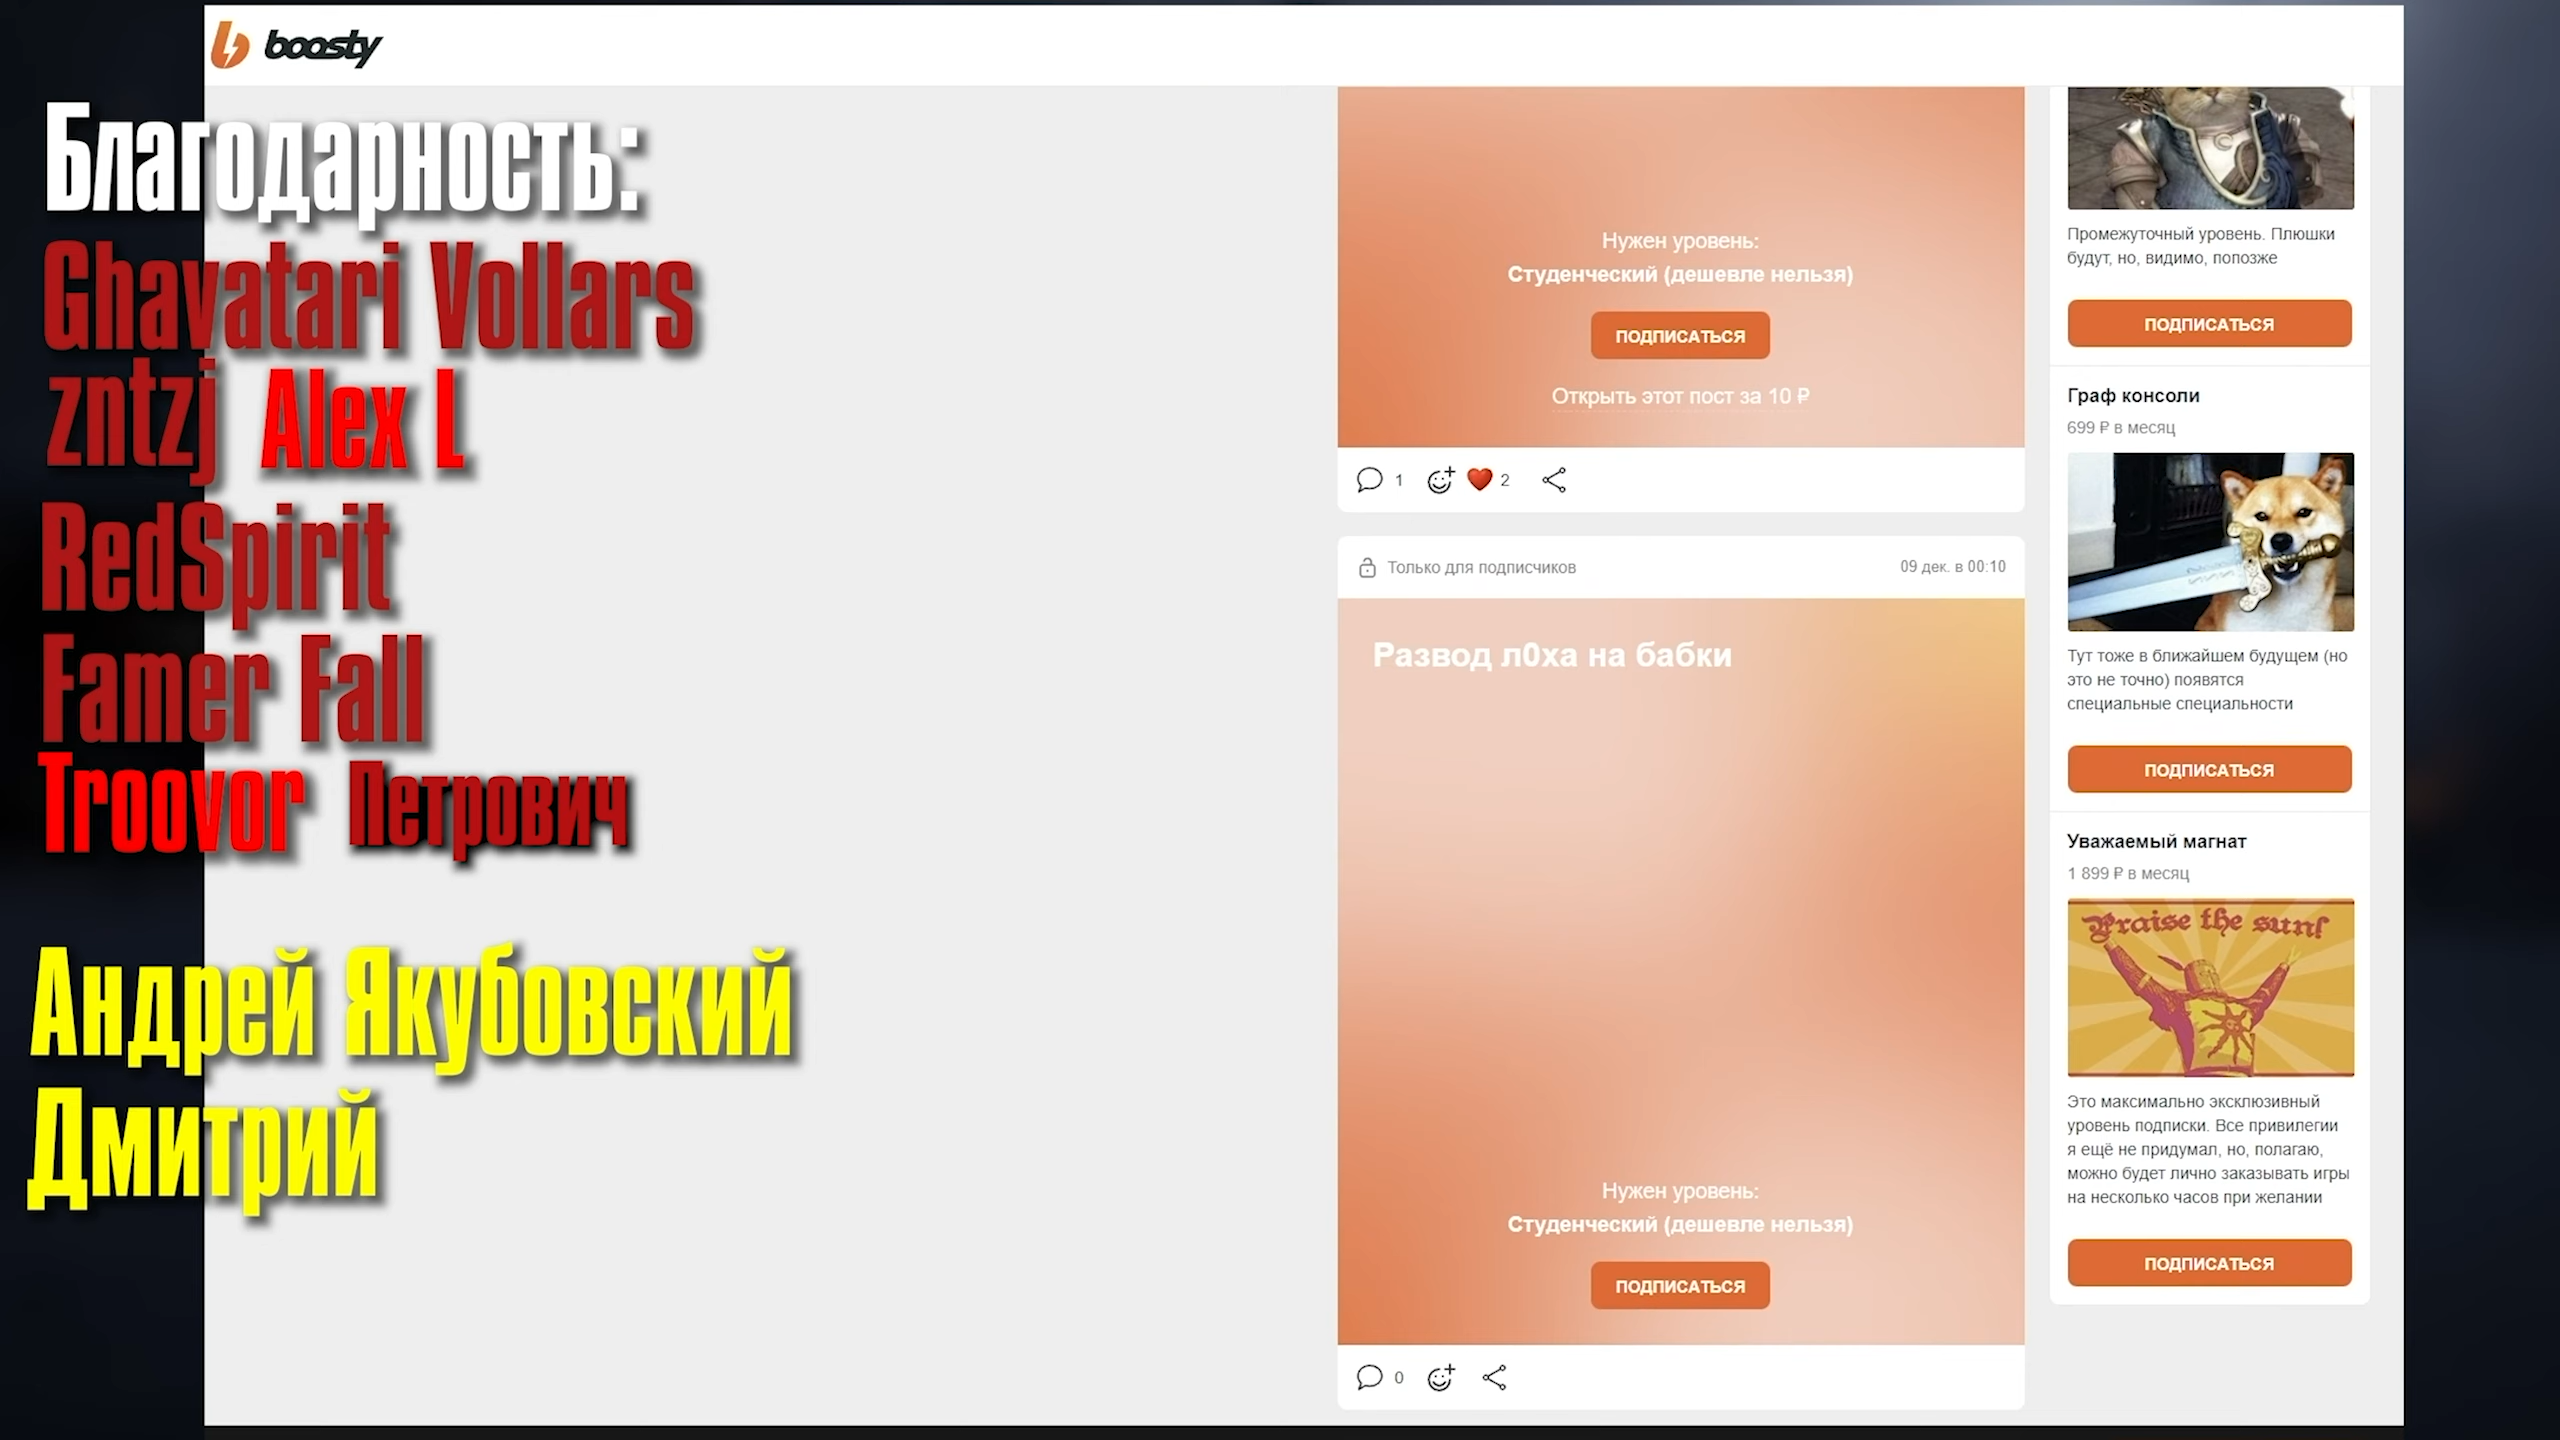 boosty
Благодарность:
Ghavatari Vollars
zntzj Alex L
RedSpirit
Famer Fall
Troovor Петрович
Андрей Якубовский
Дмитрий
Нужен уровень:
Студенческий (дешевле нельзя)
ПОДПИСАТЬСЯ
Открыть этот пост за 10 ₽
1
2
Только для подписчиков
09 дек. в 00:10
Развод л0ха на бабки
Нужен уровень:
Студенческий (дешевле нельзя)
ПОДПИСАТЬСЯ
0
Промежуточный уровень. Плюшки
будут, но, видимо, попозже
ПОДПИСАТЬСЯ
Граф консоли
699 ₽ в месяц
Тут тоже в ближайшем будущем (но
это не точно) появятся
специальные специальности
ПОДПИСАТЬСЯ
Уважаемый магнат
1 899 ₽ в месяц
Praise the sun!
Это максимально эксклюзивный
уровень подписки. Все привилегии
я ещё не придумал, но, полагаю,
можно будет лично заказывать игры
на несколько часов при желании
ПОДПИСАТЬСЯ